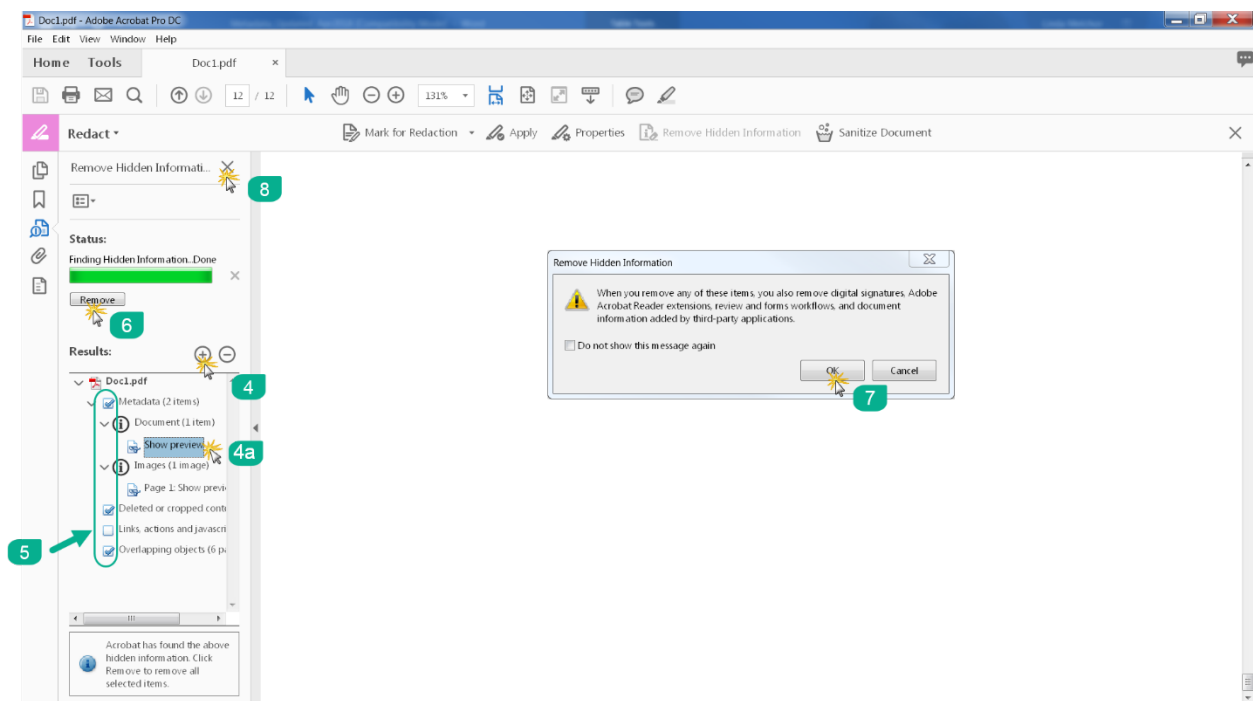 Doc1.pdf - Adobe Acrobat Pro DC
File Edit View Window Help
Home Tools Doc1.pdf ×
12 / 12 131%
Redact Mark for Redaction Apply Properties Remove Hidden Information Sanitize Document
Remove Hidden Informati...
8
Status:
Finding Hidden Information..Done
Remove
6
Results:
4
Doc1.pdf
Metadata (2 items)
Document (1 item)
Show preview
4a
Images (1 image)
Page 1: Show previ
Deleted or cropped cont
Links, actions and javascri
5
Overlapping objects (6 pa
Acrobat has found the above
hidden information. Click
Remove to remove all
selected items.
Remove Hidden Information
When you remove any of these items, you also remove digital signatures, Adobe
Acrobat Reader extensions, review and forms workflows, and document
information added by third-party applications.
Do not show this message again
OK Cancel
7